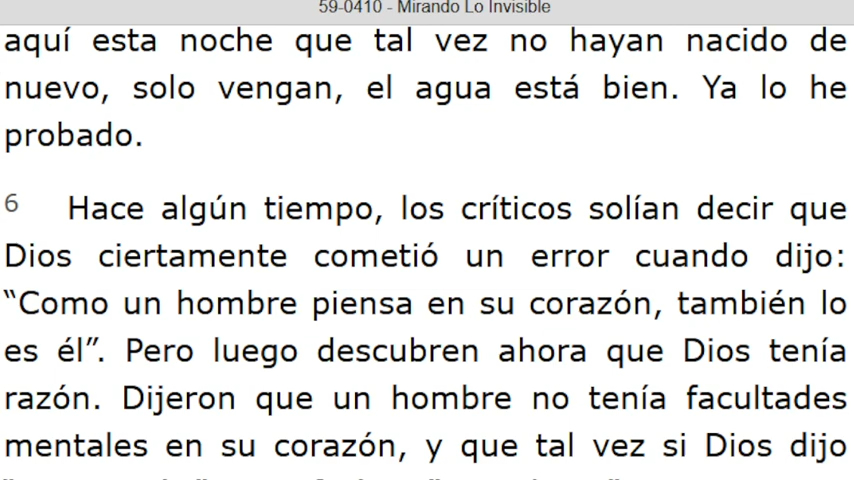 59-0410 - Mirando Lo Invisible
aquí esta noche que tal vez no hayan nacido de
nuevo, solo vengan, el agua está bien. Ya lo he
probado.
6 Hace algún tiempo, los críticos solían decir que
Dios ciertamente cometió un error cuando dijo:
“Como un hombre piensa en su corazón, también lo
es él”. Pero luego descubren ahora que Dios tenía
razón. Dijeron que un hombre no tenía facultades
mentales en su corazón, y que tal vez si Dios dijo